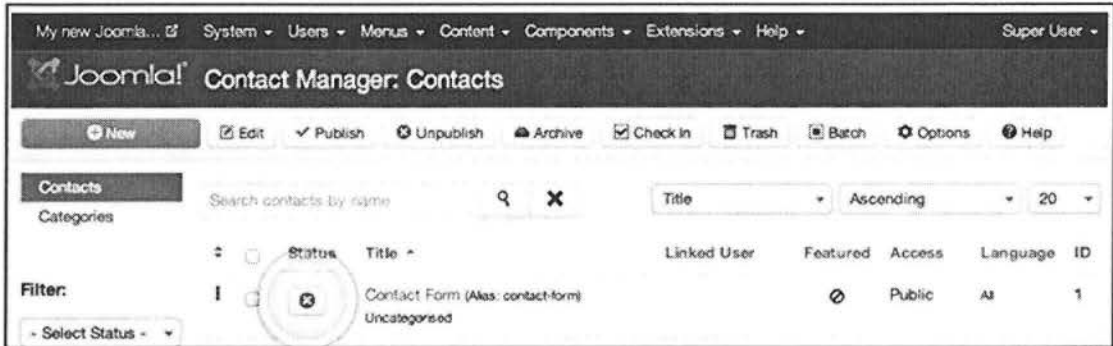 My new Joomla... System Users Menus Content Components Extensions Help Super User
Joomla! Contact Manager: Contacts
New Edit Publish Unpublish Archive Check In Trash Batch Options Help
Contacts
Search contacts by name Title Ascending 20
Categories
Status Title Linked User Featured Access Language ID
Filter: Contact Form (Alias: contact-form) Public All 1
Uncategorised
- Select Status -